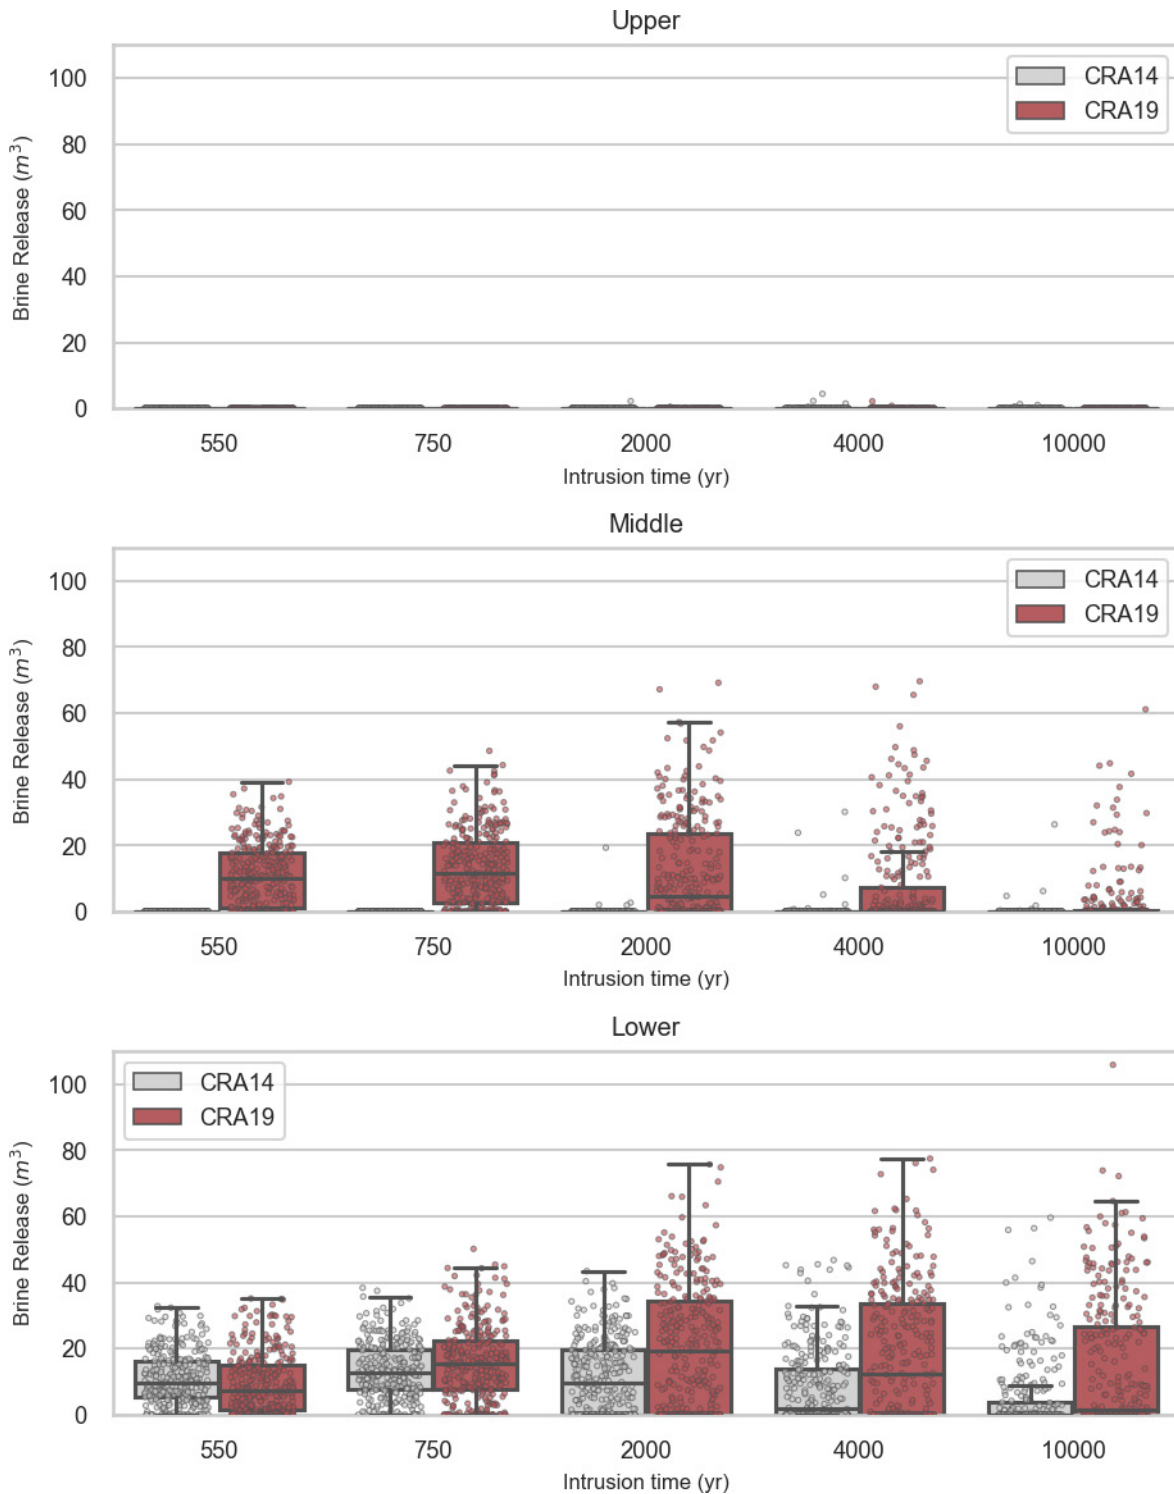 Upper
100
80
60
40
20
0
Brine Release (m³)
CRA14
CRA19
550 750 2000 4000 10000
Intrusion time (yr)
Middle
100
80
60
40
20
0
Brine Release (m³)
CRA14
CRA19
550 750 2000 4000 10000
Intrusion time (yr)
Lower
100
80
60
40
20
0
Brine Release (m³)
CRA14
CRA19
550 750 2000 4000 10000
Intrusion time (yr)